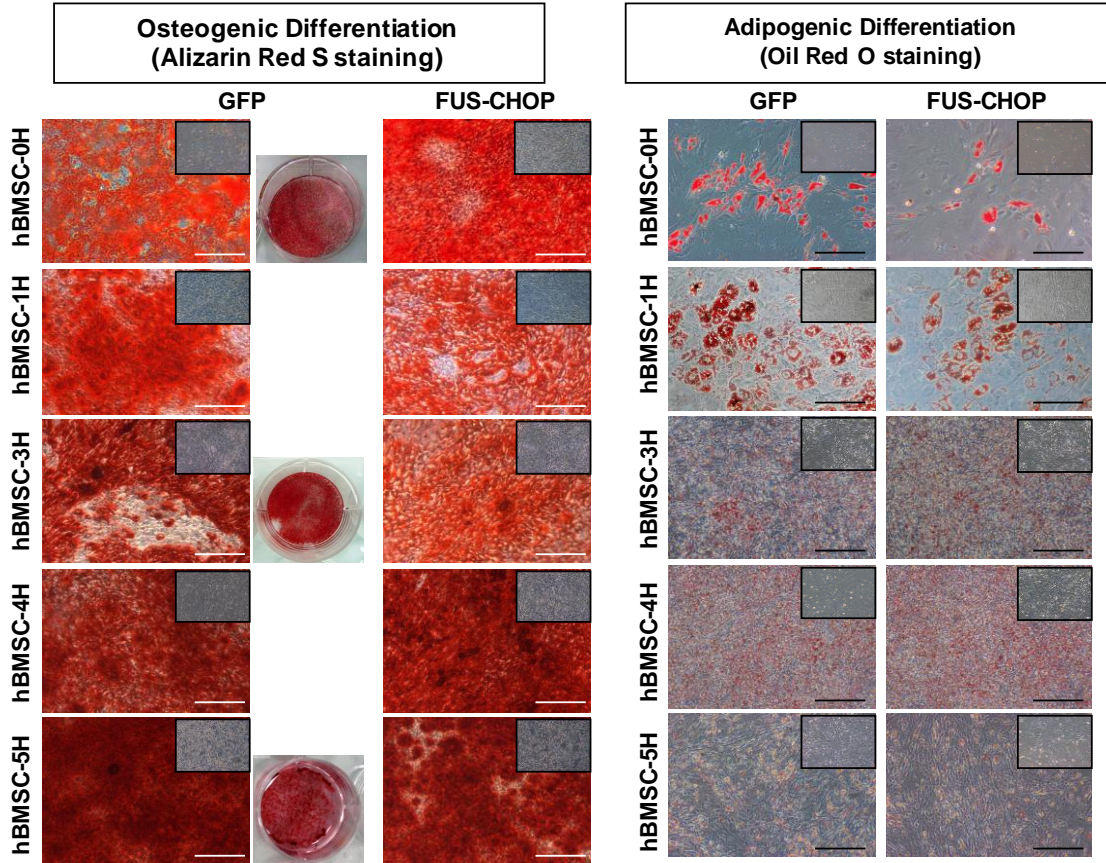 Osteogenic Differentiation
(Alizarin Red S staining)
Adipogenic Differentiation
(Oil Red O staining)
GFP
FUS-CHOP
GFP
FUS-CHOP
hBMSC-0H
hBMSC-0H
hBMSC-1H
hBMSC-1H
hBMSC-3H
hBMSC-3H
hBMSC-4H
hBMSC-4H
hBMSC-5H
hBMSC-5H